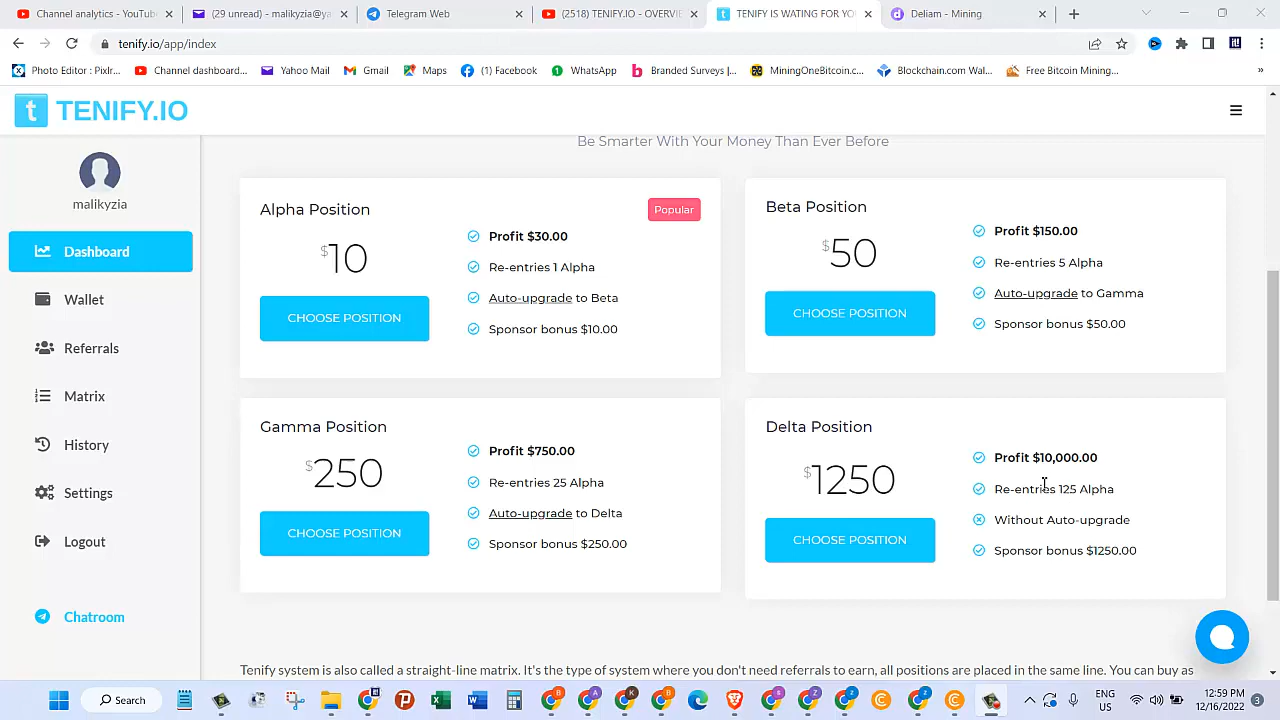 Channel analytics - YouTub
(29 unread) - malikyzia@ya
Telegram Web
(2518) TENIFY.IO - OVERVIE
TENIFY IS WATING FOR YO
Deliam - Mining
tenify.io/app/index
Photo Editor : Pixlr...
Channel dashboard...
Yahoo Mail
Gmail
Maps
(1) Facebook
WhatsApp
Branded Surveys |...
MiningOneBitcoin.c...
Blockchain.com Wal...
Free Bitcoin Mining...
»
t TENIFY.IO
malikyzia
Dashboard
Wallet
Referrals
Matrix
History
Settings
Logout
Chatroom
Be Smarter With Your Money Than Ever Before
Alpha Position
Popular
$10
CHOOSE POSITION
Profit $30.00
Re-entries 1 Alpha
Auto-upgrade to Beta
Sponsor bonus $10.00
Beta Position
$50
CHOOSE POSITION
Profit $150.00
Re-entries 5 Alpha
Auto-upgrade to Gamma
Sponsor bonus $50.00
Gamma Position
$250
CHOOSE POSITION
Profit $750.00
Re-entries 25 Alpha
Auto-upgrade to Delta
Sponsor bonus $250.00
Delta Position
$1250
CHOOSE POSITION
Profit $10,000.00
Re-entries 125 Alpha
Without Auto-upgrade
Sponsor bonus $1250.00
Tenify system is also called a straight-line matrix. It's the type of system where you don't need referrals to earn, all positions are placed in the same line. You can buy as
Search
ENG
US
12:59 PM
12/16/2022